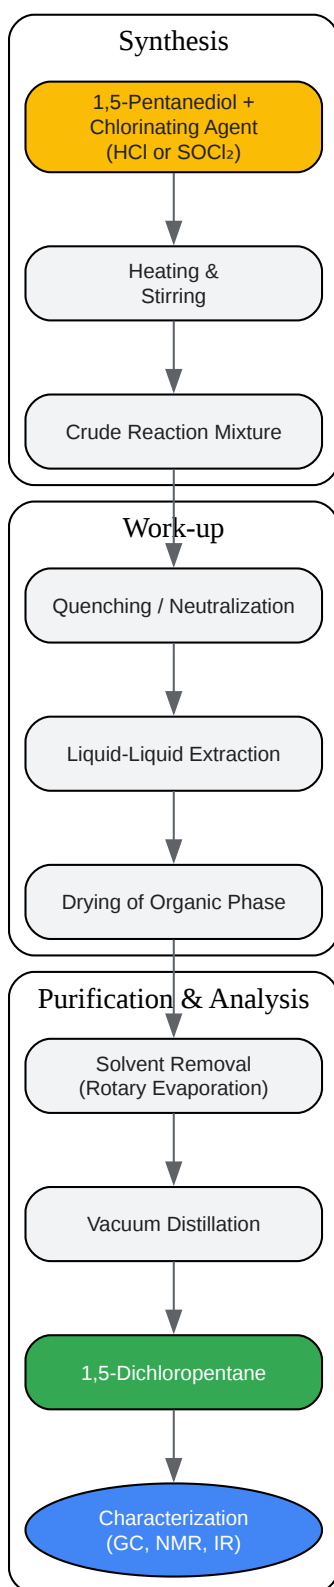 Synthesis
1,5-Pentanediol +
Chlorinating Agent
(HCl or SOCl₂)
Heating &
Stirring
Crude Reaction Mixture
Work-up
Quenching / Neutralization
Liquid-Liquid Extraction
Drying of Organic Phase
Purification & Analysis
Solvent Removal
(Rotary Evaporation)
Vacuum Distillation
1,5-Dichloropentane
Characterization
(GC, NMR, IR)